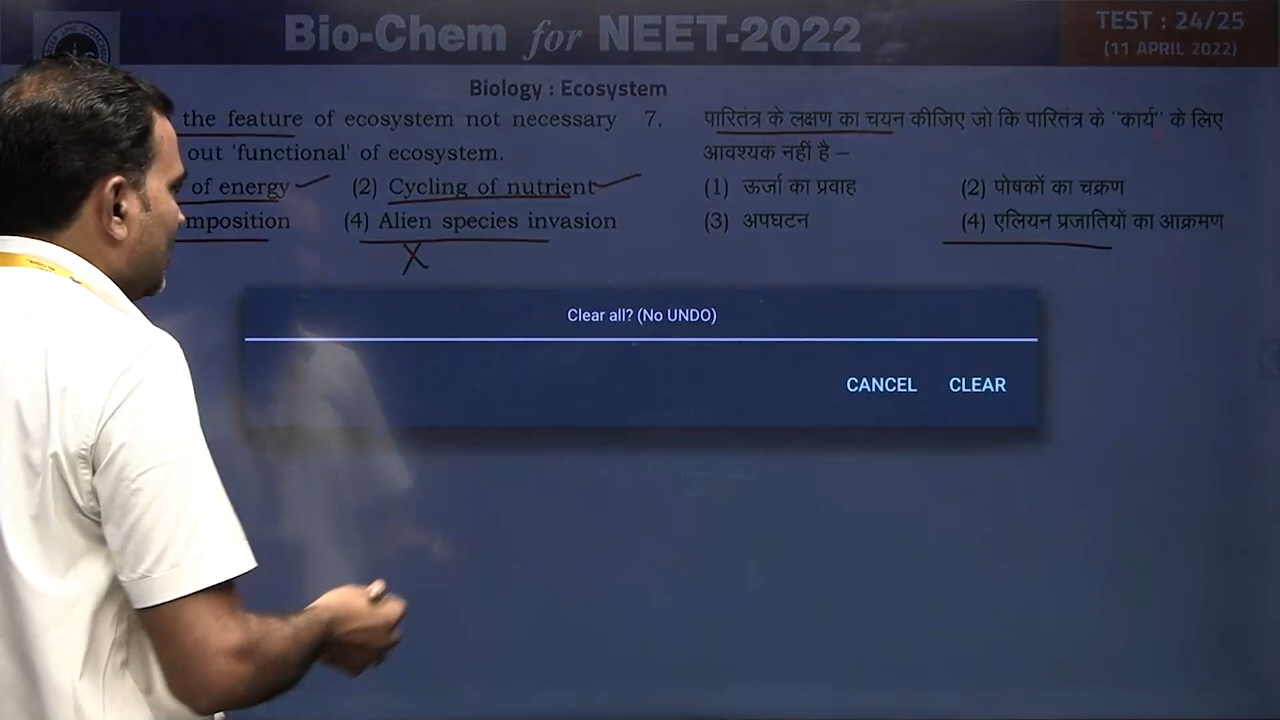 Bio-Chem for NEET-2022
TEST : 24/25
(11 APRIL 2022)
Biology : Ecosystem
the feature of ecosystem not necessary
out 'functional' of ecosystem.
of energy (2) Cycling of nutrient
mposition (4) Alien species invasion
7. पारितंत्र के लक्षण का चयन कीजिए जो कि पारितंत्र के "कार्य" के लिए
आवश्यक नहीं है –
(1) ऊर्जा का प्रवाह (2) पोषकों का चक्रण
(3) अपघटन (4) एलियन प्रजातियों का आक्रमण
Clear all? (No UNDO)
CANCEL CLEAR